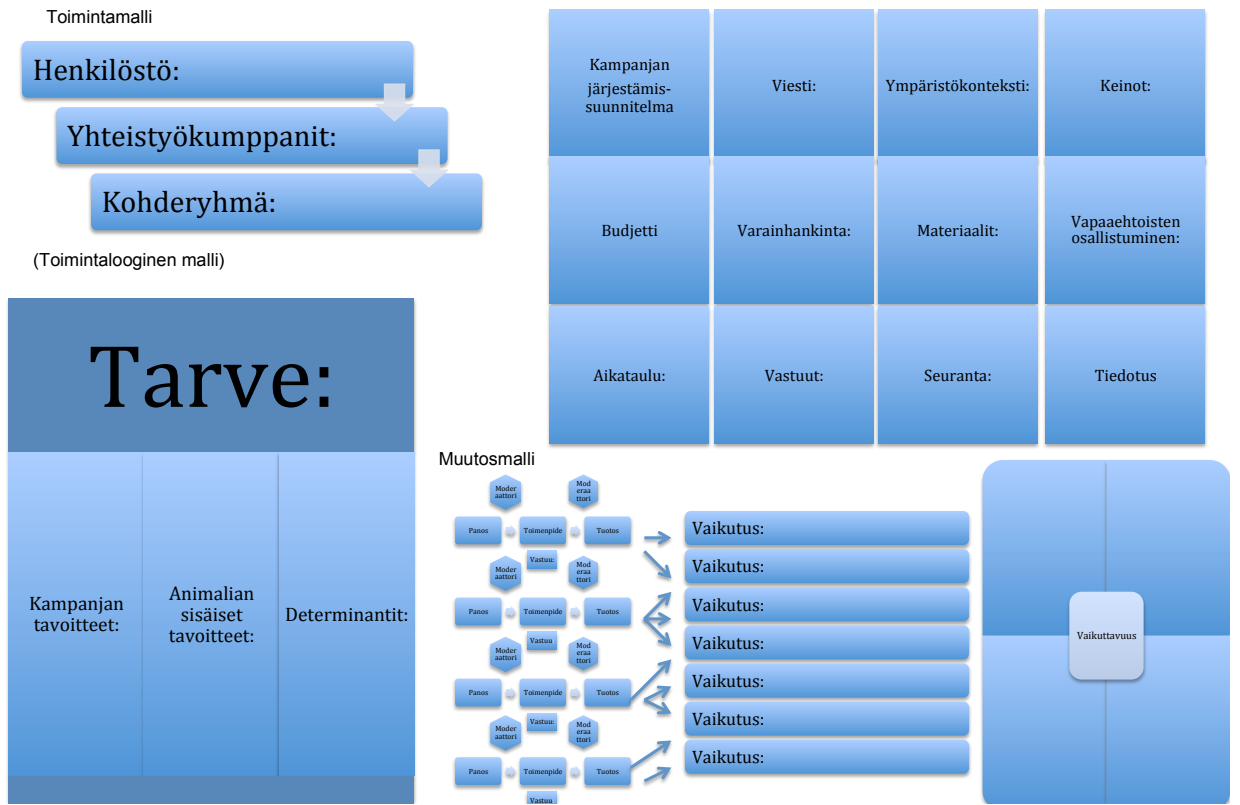 Toimintamalli
Henkilöstö:
Yhteistyökumppanit:
Kohderyhmä:
(Toimintalooginen malli)
Kampanjan
järjestämis-
suunnitelma
Viesti:
Ympäristökonteksti:
Keinot:
Budjetti
Varainhankinta:
Materiaalit:
Vapaaehtoisten
osallistuminen:
Aikataulu:
Vastuut:
Seuranta:
Tiedotus
Tarve:
Kampanjan
tavoitteet:
Animalian
sisäiset
tavoitteet:
Determinantit:
Muutosmalli
Moder
aattori
Mod
eraa
ttori
Panos
Toimenpide
Tuotos
Vastuu:
Moder
aattori
Mod
eraa
ttori
Panos
Toimenpide
Tuotos
Vastuu
Moder
aattori
Mod
eraa
ttori
Panos
Toimenpide
Tuotos
Vastuu:
Moder
aattori
Mod
eraa
ttori
Panos
Toimenpide
Tuotos
Vastuu
Vaikutus:
Vaikutus:
Vaikutus:
Vaikutus:
Vaikutus:
Vaikutus:
Vaikutus:
Vaikuttavuus